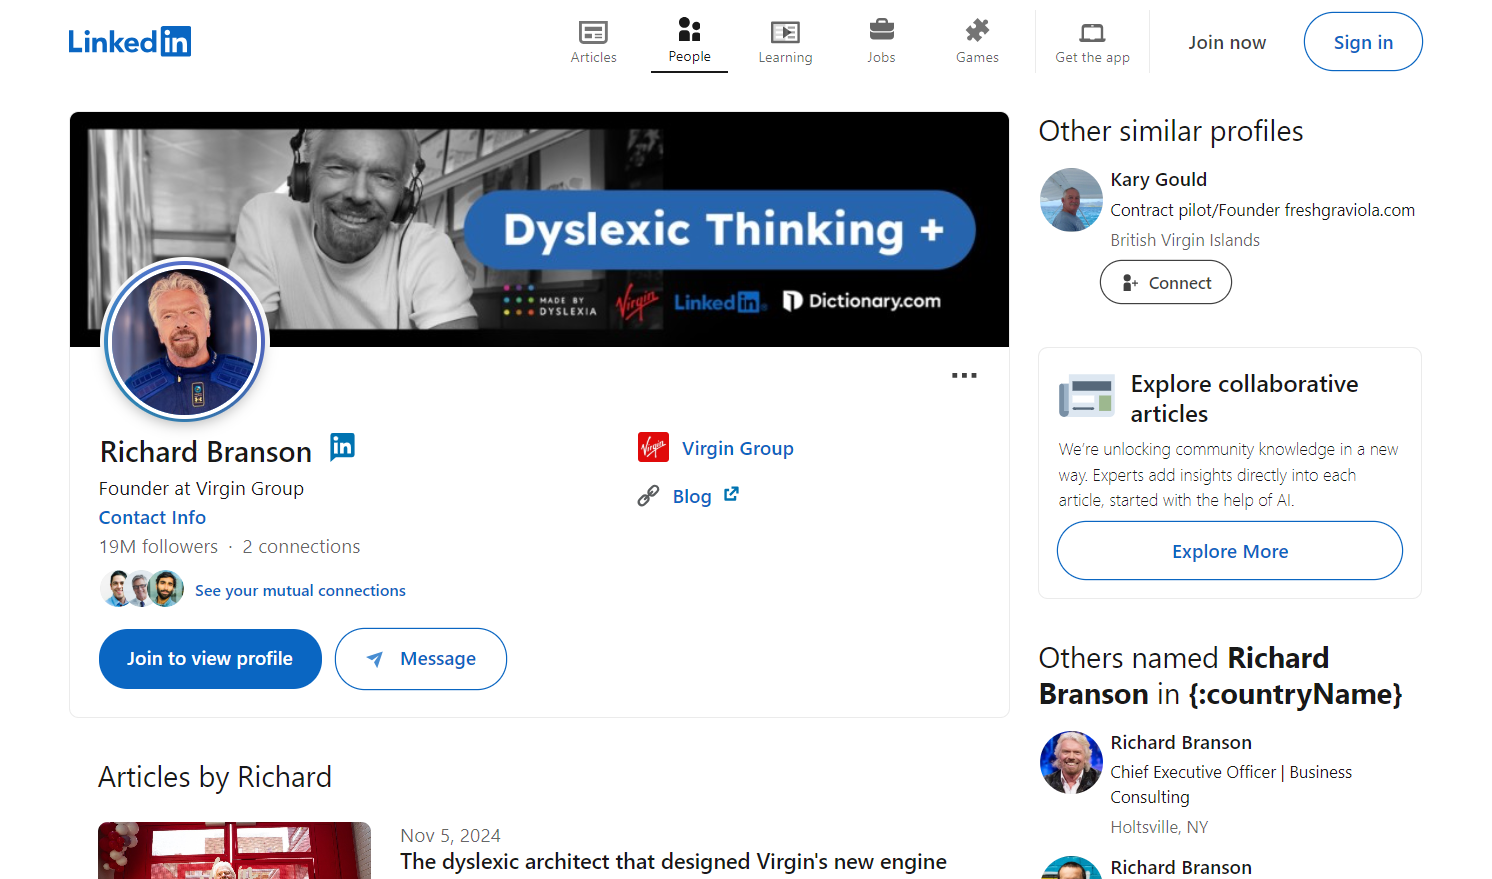 LinkedIn
Articles
People
Learning
Jobs
Games
Get the app
Join now
Sign in
Dyslexic Thinking +
MADE BY
DYSLEXIA
Virgin
LinkedIn
Dictionary.com
Richard Branson
Founder at Virgin Group
Contact Info
19M followers · 2 connections
See your mutual connections
Join to view profile
Message
Virgin
Virgin Group
Blog
Articles by Richard
Nov 5, 2024
The dyslexic architect that designed Virgin's new engine
Other similar profiles
Kary Gould
Contract pilot/Founder freshgraviola.com
British Virgin Islands
Connect
Explore collaborative
articles
We’re unlocking community knowledge in a new
way. Experts add insights directly into each
article, started with the help of AI.
Explore More
Others named Richard
Branson in {:countryName}
Richard Branson
Chief Executive Officer | Business
Consulting
Holtsville, NY
Richard Branson